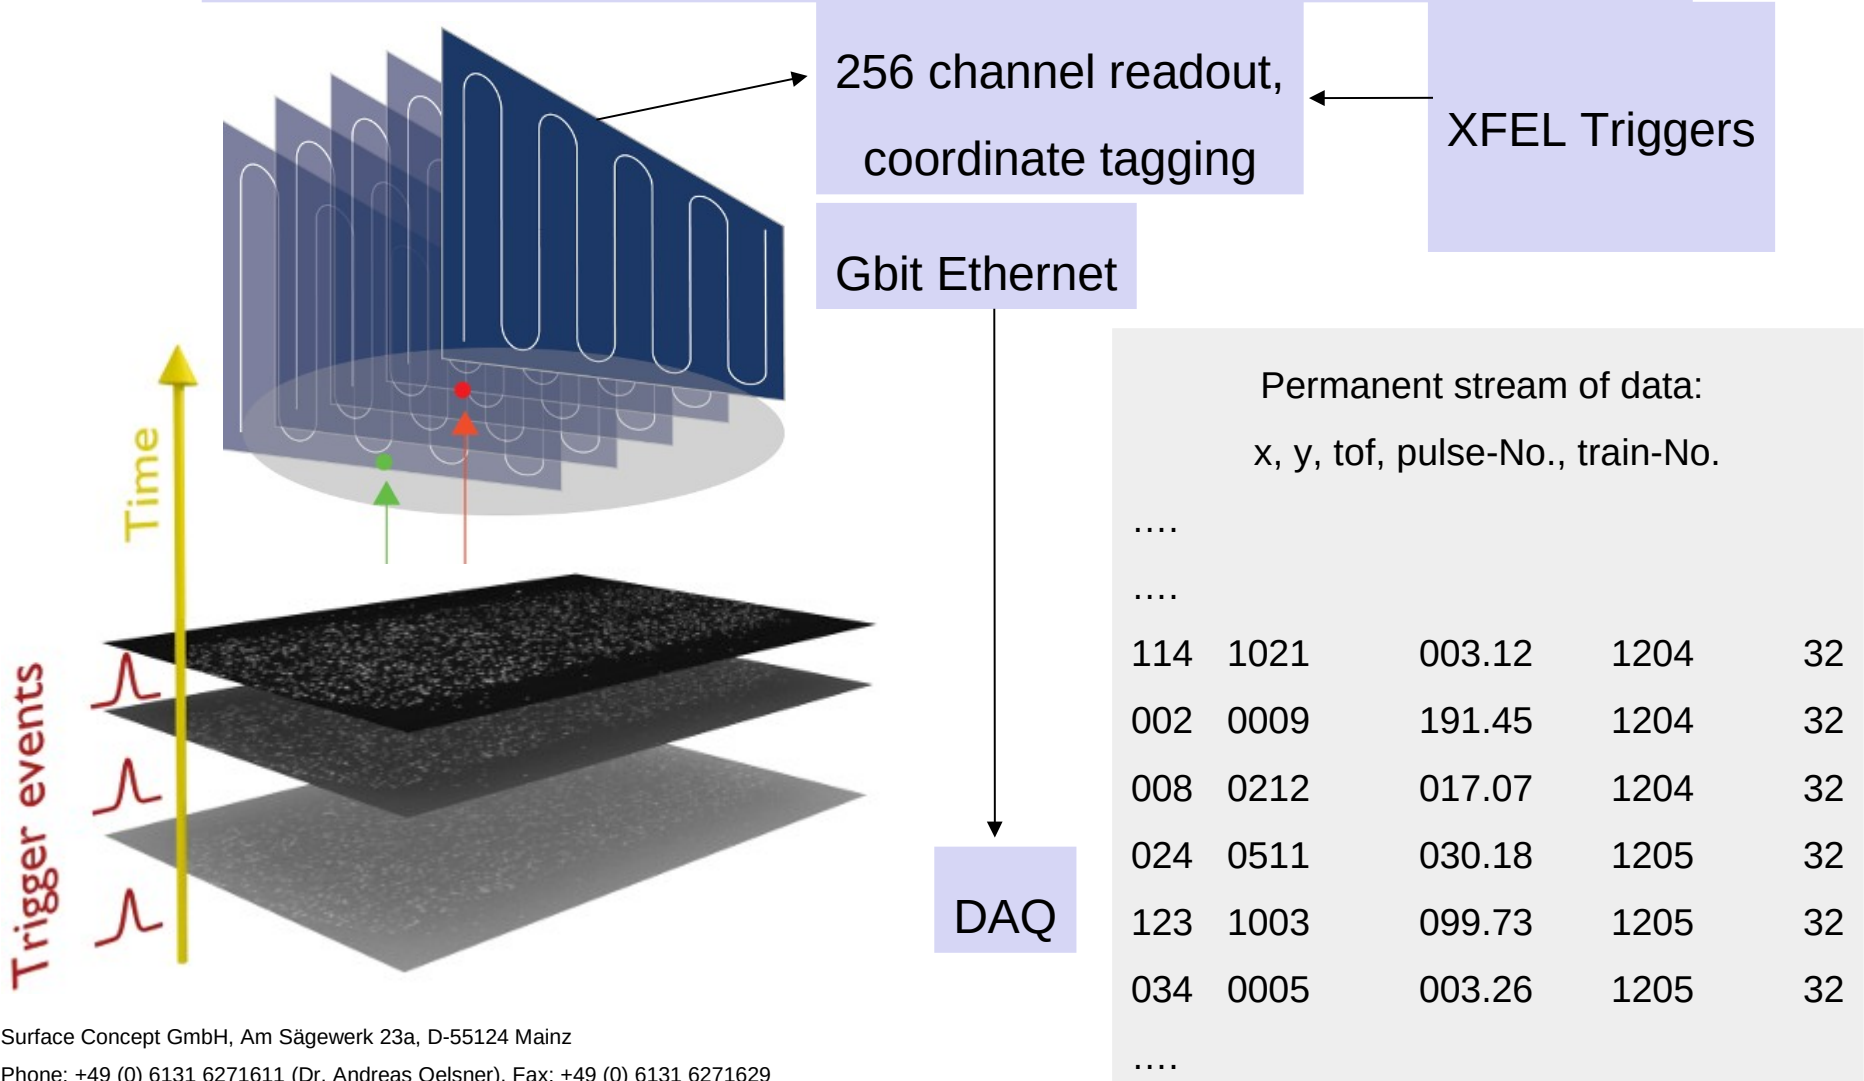 256 channel readout,
coordinate tagging
XFEL Triggers
Gbit Ethernet
Time
Trigger events
DAQ
Permanent stream of data:
x, y, tof, pulse-No., train-No.
....
....
114 1021 003.12 1204 32
002 0009 191.45 1204 32
008 0212 017.07 1204 32
024 0511 030.18 1205 32
123 1003 099.73 1205 32
034 0005 003.26 1205 32
....
Surface Concept GmbH, Am Sägewerk 23a, D-55124 Mainz
Phone: +49 (0) 6131 6271611 (Dr. Andreas Oelsner), Fax: +49 (0) 6131 6271629